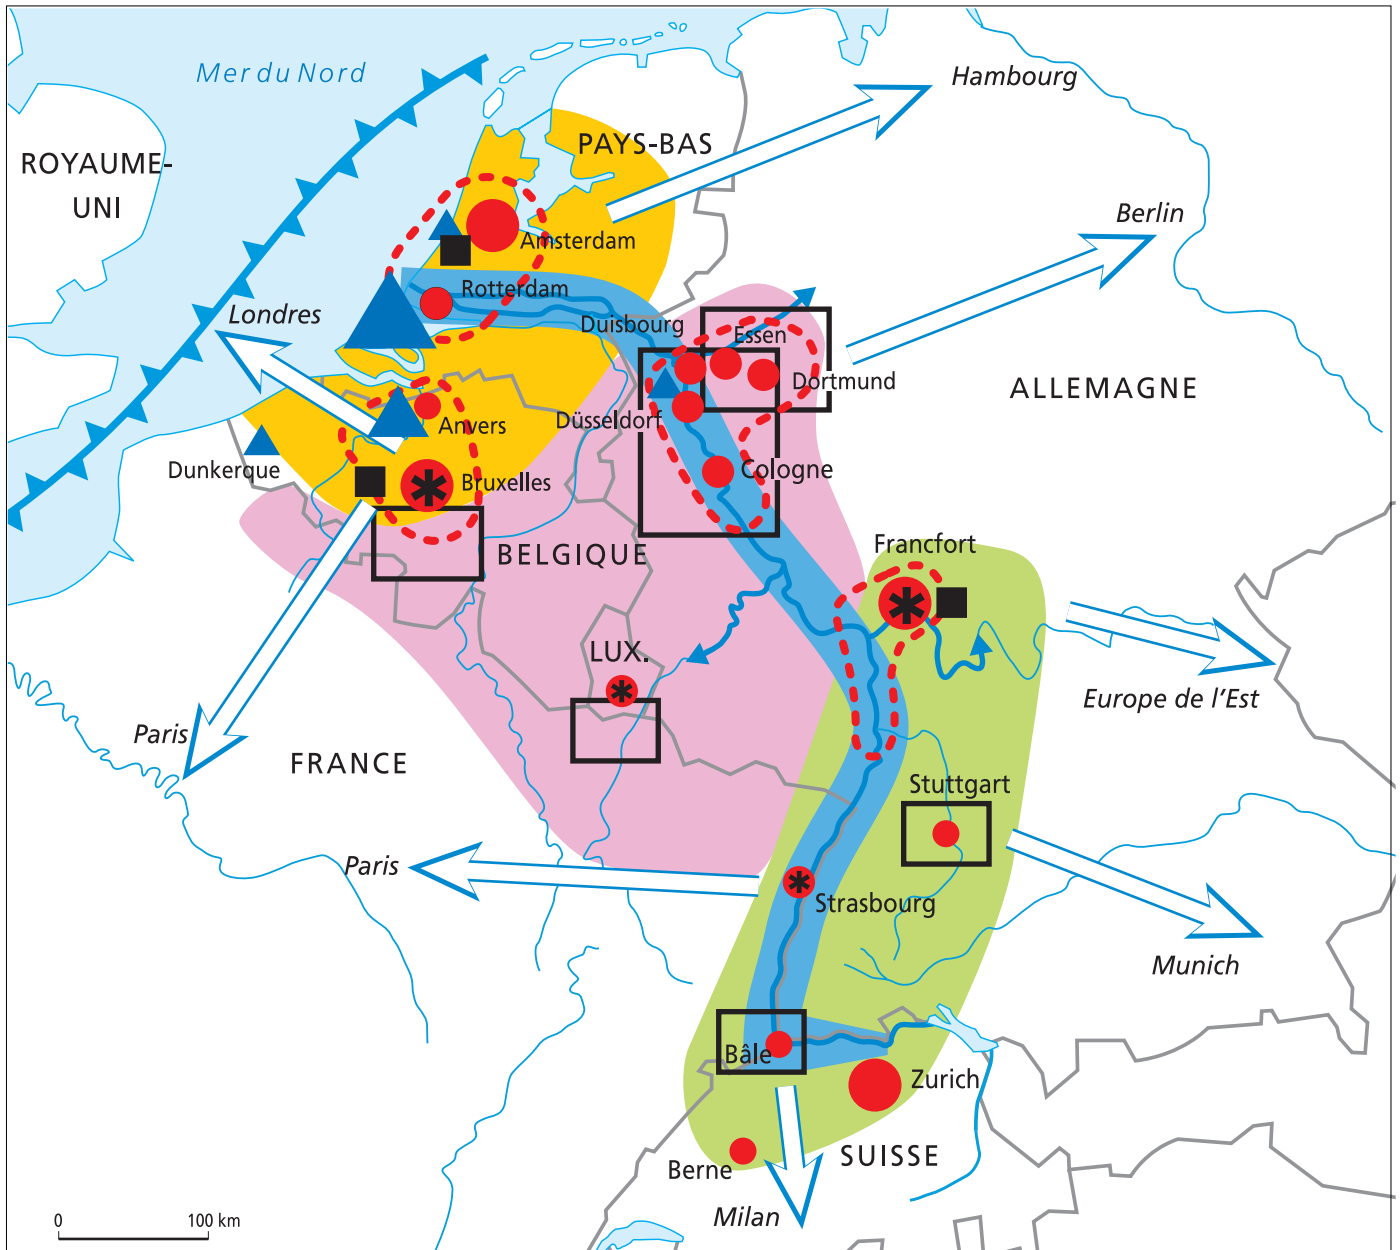 Mer du Nord
Hambourg
PAYS-BAS
ROYAUME-
UNI
Berlin
Amsterdam
Rotterdam
Londres
Duisbourg
Essen
Dortmund
ALLEMAGNE
Düsseldorf
Anvers
Dunkerque
Cologne
Bruxelles
Francfort
BELGIQUE
LUX.
Europe de l'Est
Paris
FRANCE
Stuttgart
Paris
Strasbourg
Munich
Bâle
Zurich
SUISSE
Berne
Milan
0 100 km